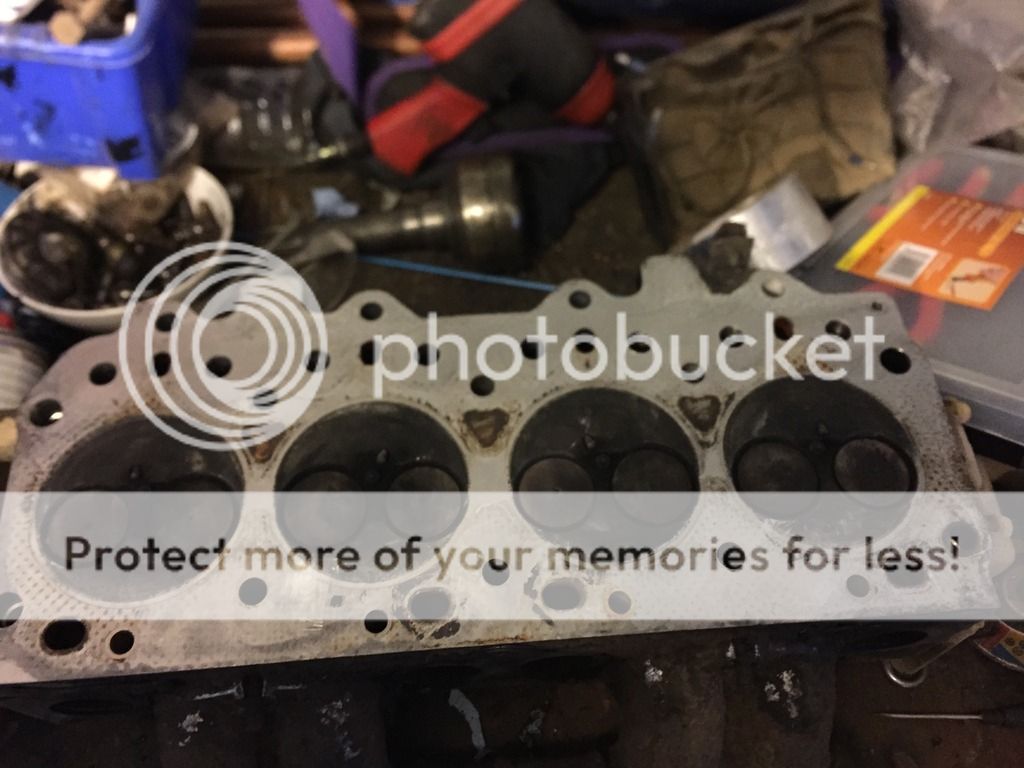 photobucket
Protect more of your memories for less!